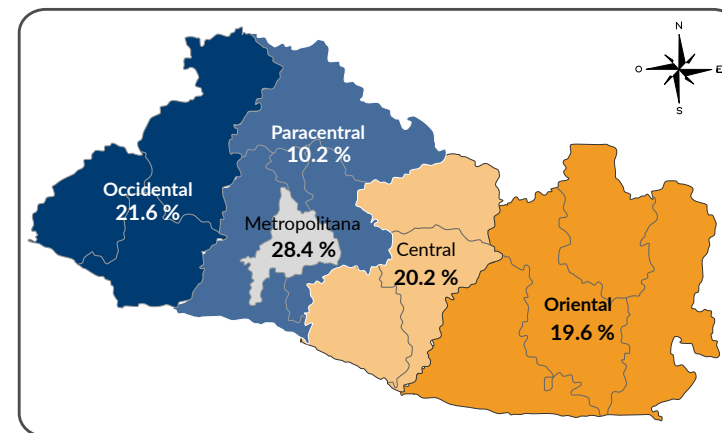 N
O
E
S
Paracentral
10.2 %
Occidental
21.6 %
Metropolitana
28.4 %
Central
20.2 %
Oriental
19.6 %